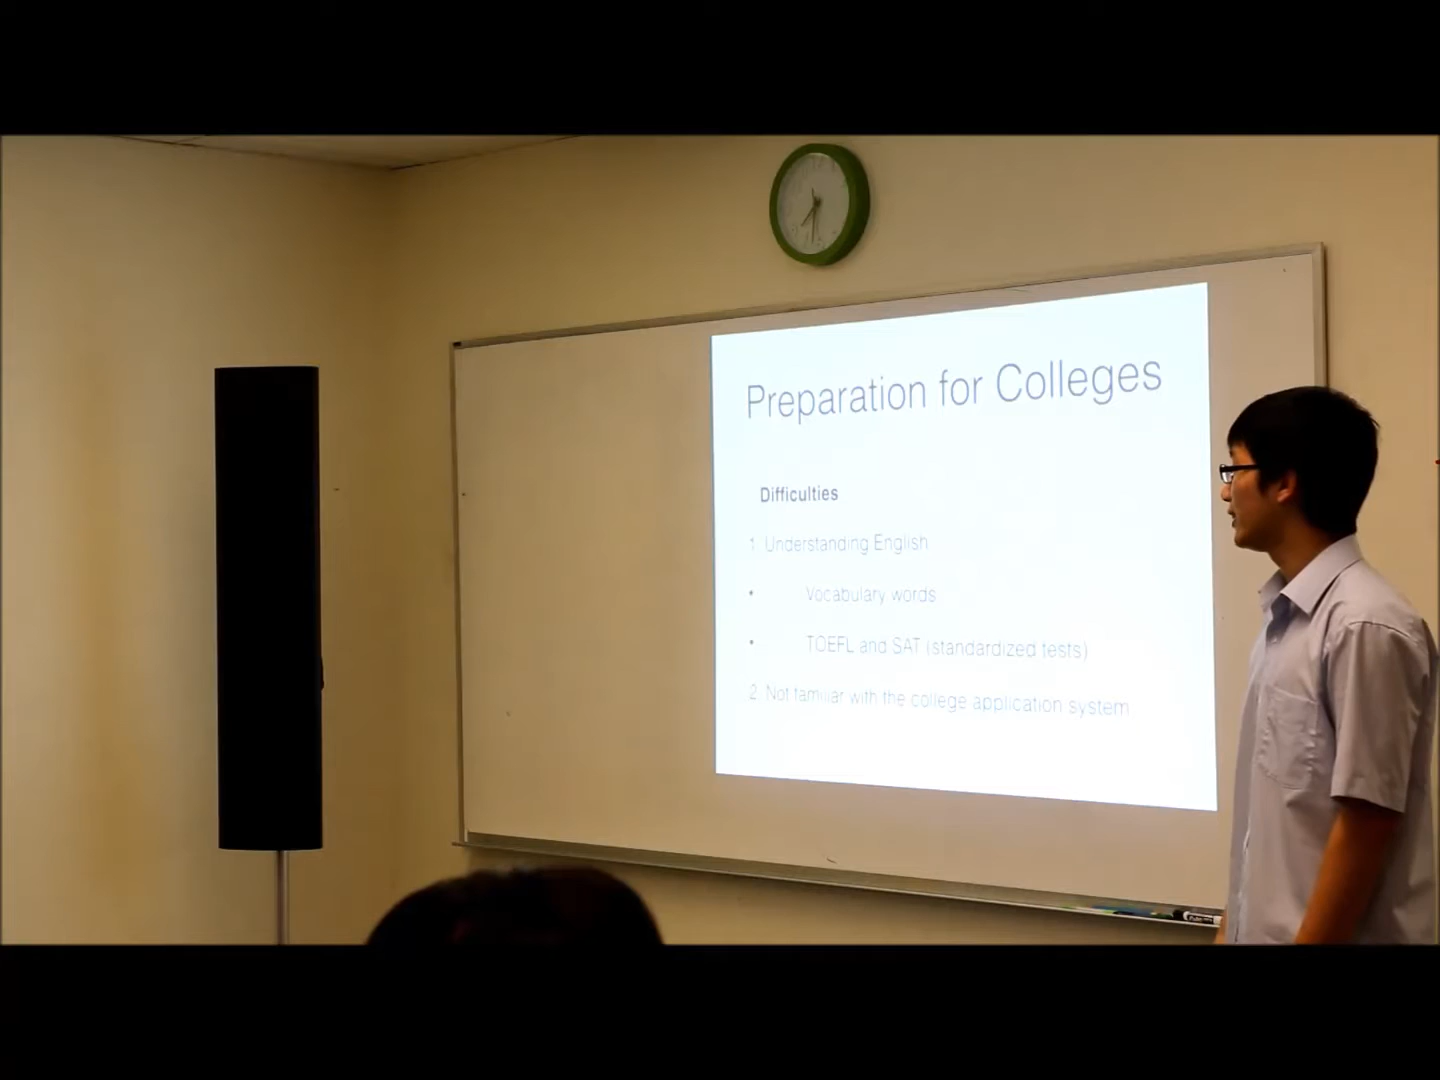 Preparation for Colleges
Difficulties
1 Understanding English
• Vocabulary words
• TOEFL and SAT (standardized tests)
2 Not familiar with the college application system